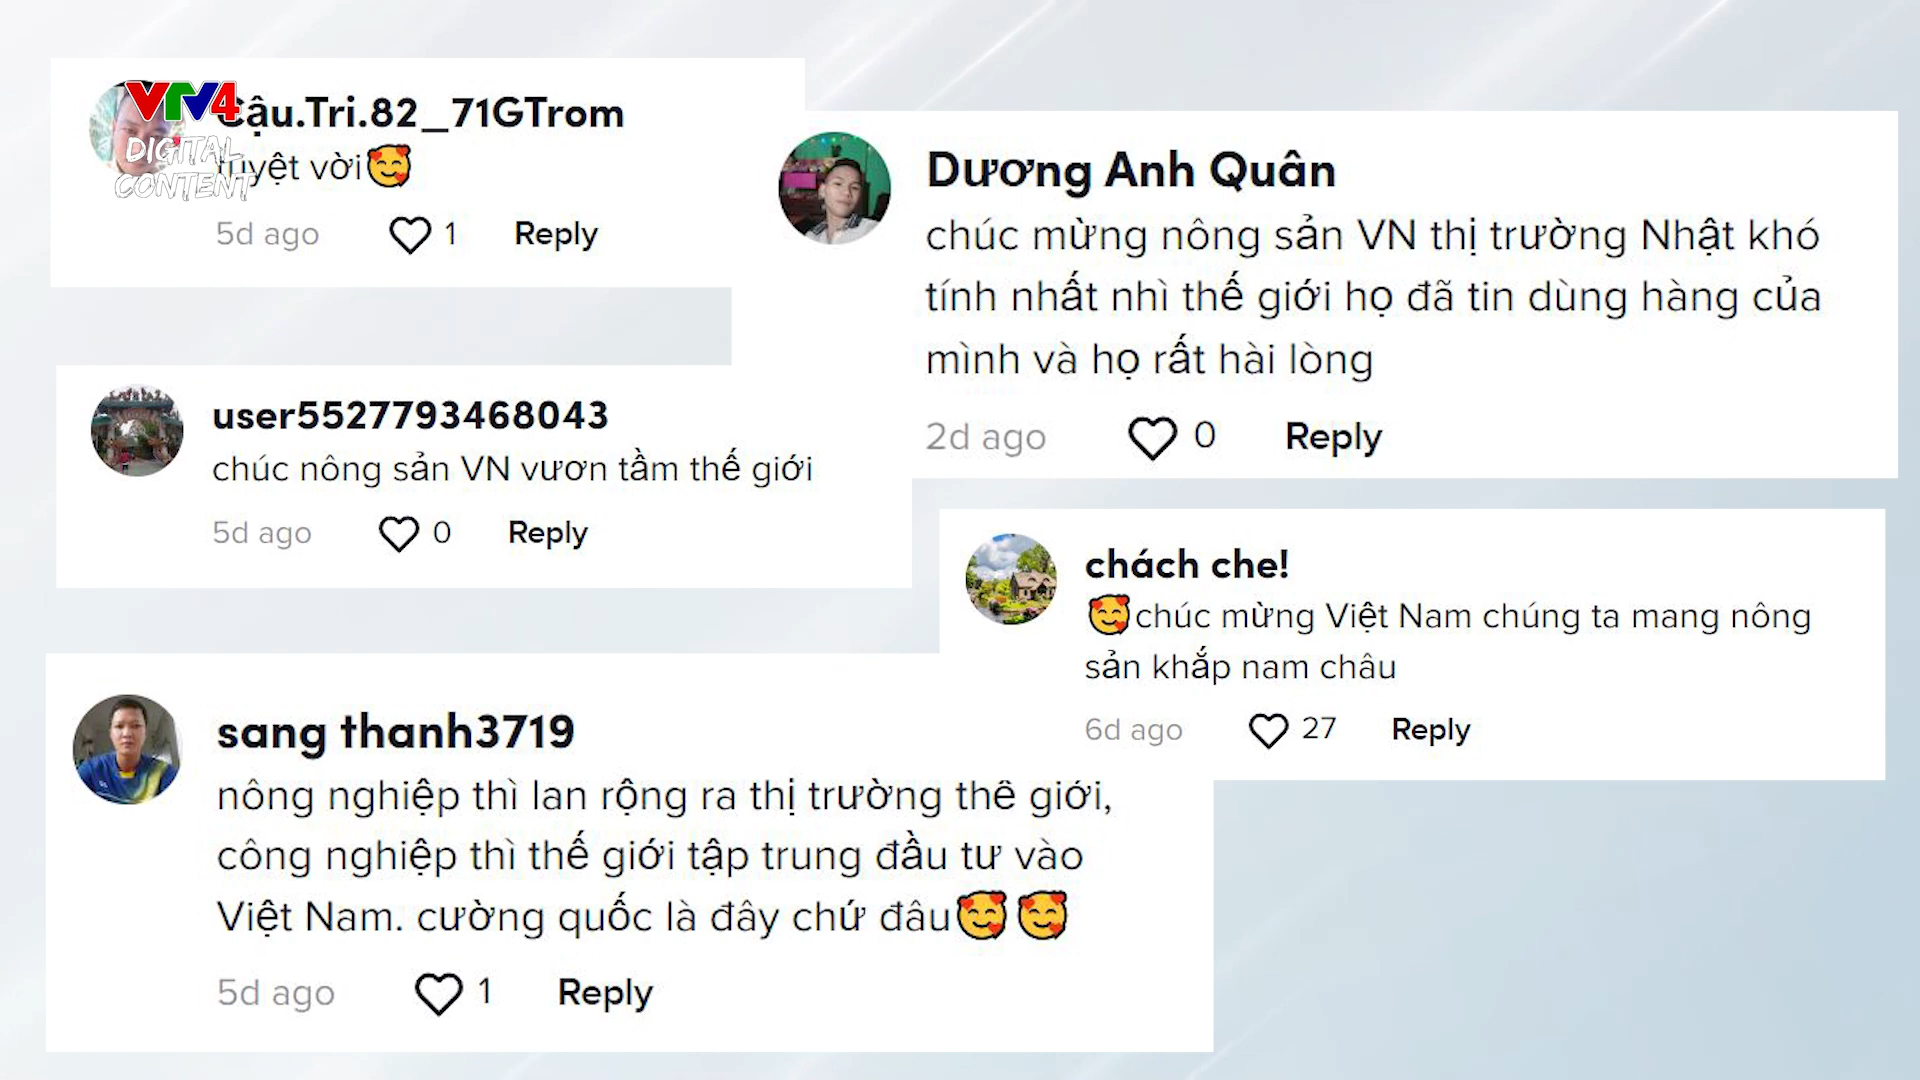 VTV4
DIGITAL
CONTENT
Cậu.Tri.82_71GTrom
tuyệt vời🥰
5d ago 1 Reply
Dương Anh Quân
chúc mừng nông sản VN thị trường Nhật khó
tính nhất nhì thế giới họ đã tin dùng hàng của
mình và họ rất hài lòng
2d ago 0 Reply
user5527793468043
chúc nông sản VN vươn tầm thế giới
5d ago 0 Reply
chách che!
🥰chúc mừng Việt Nam chúng ta mang nông
sản khắp nam châu
6d ago 27 Reply
sang thanh3719
nông nghiệp thì lan rộng ra thị trường thê giới,
công nghiệp thì thế giới tập trung đầu tư vào
Việt Nam. cường quốc là đây chứ đâu🥰🥰
5d ago 1 Reply